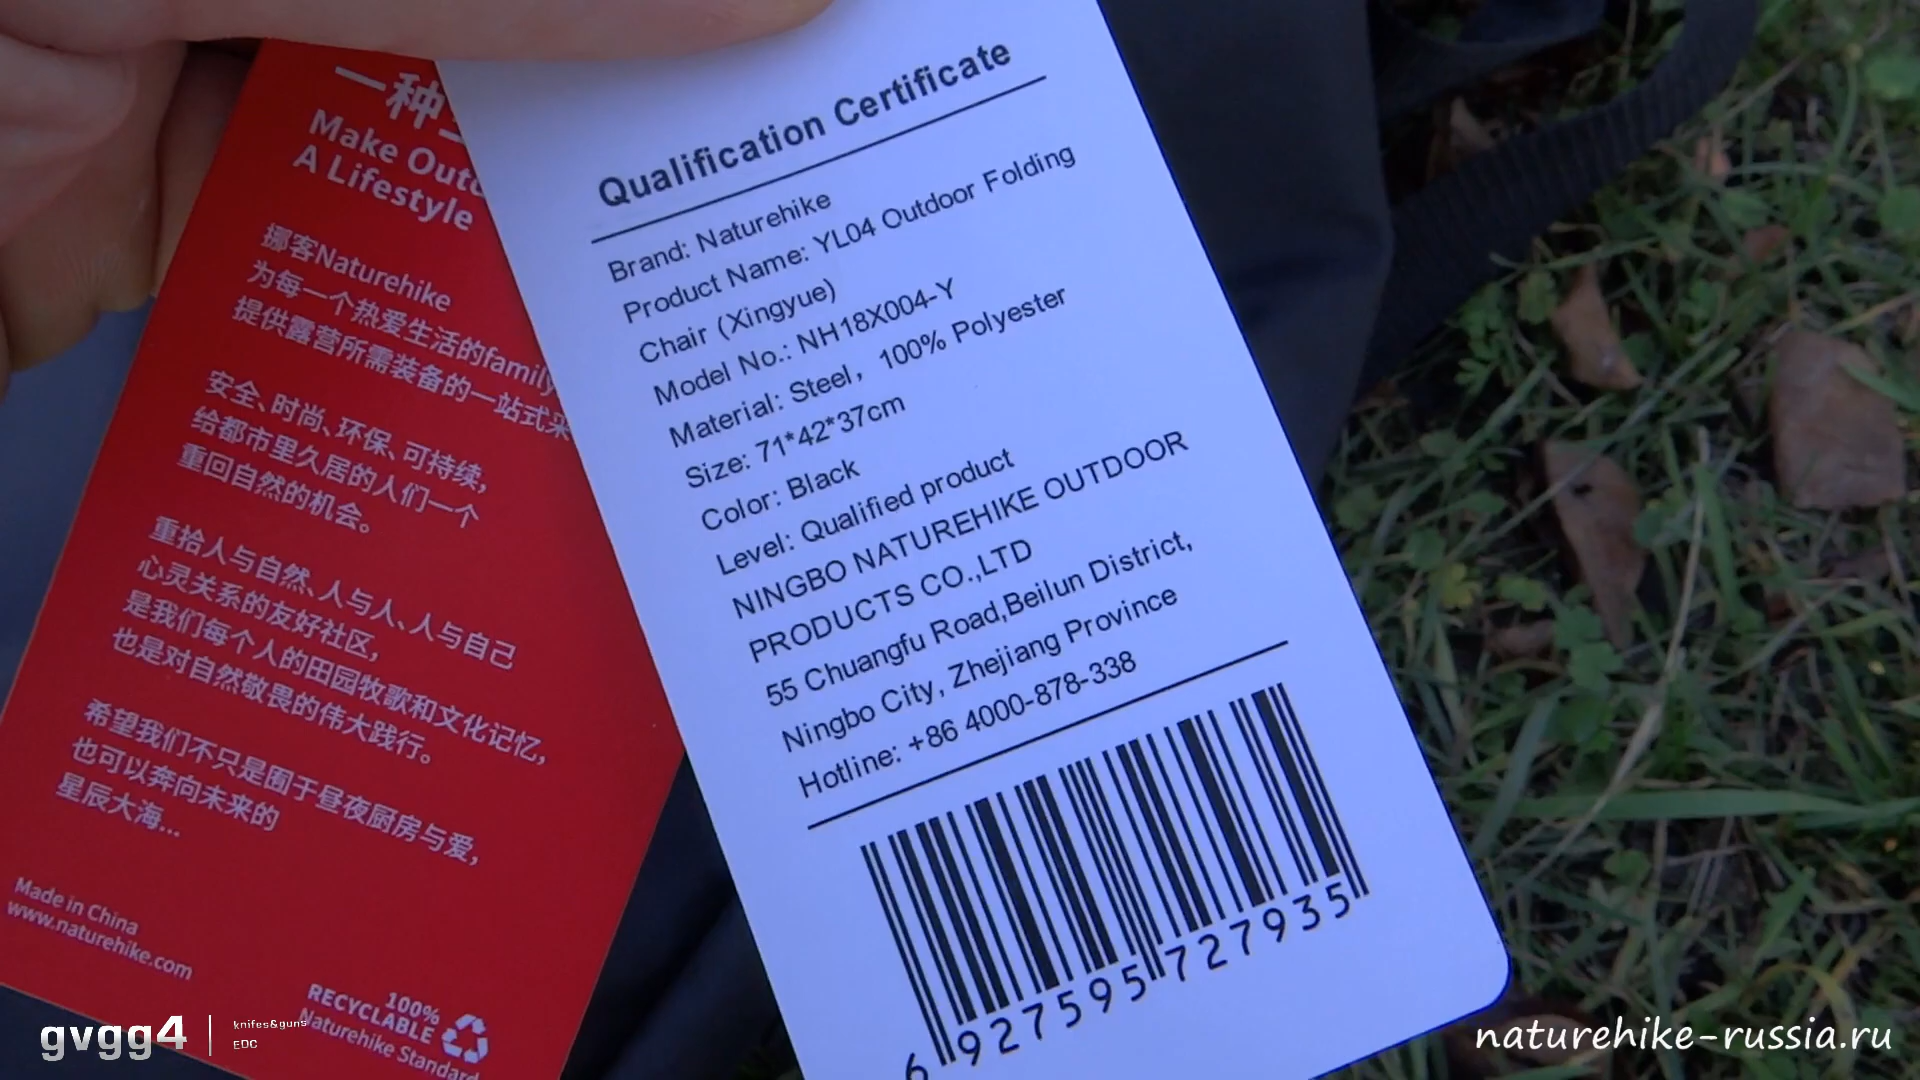 一种
Make Outd
A Lifestyle
挪客Naturehike
为每一个热爱生活的family
提供露营所需装备的一站式采
安全、时尚、环保、可持续,
给都市里久居的人们一个
重回自然的机会。
重拾人与自然、人与人、人与自己
心灵关系的友好社区,
是我们每个人的田园牧歌和文化记忆,
也是对自然敬畏的伟大践行。
希望我们不只是囿于昼夜厨房与爱,
也可以奔向未来的
星辰大海...
Made in China
www.naturehike.com
100%
RECYCLABLE
Naturehike Standard
Qualification Certificate
Brand: Naturehike
Product Name: YL04 Outdoor Folding
Chair (Xingyue)
Model No.: NH18X004-Y
Material: Steel, 100% Polyester
Size: 71*42*37cm
Color: Black
Level: Qualified product
NINGBO NATUREHIKE OUTDOOR
PRODUCTS CO.,LTD
55 Chuangfu Road,Beilun District,
Ningbo City, Zhejiang Province
Hotline: +86 4000-878-338
6 927595 727935
gvgg4
knifes&guns
EDC
naturehike-russia.ru